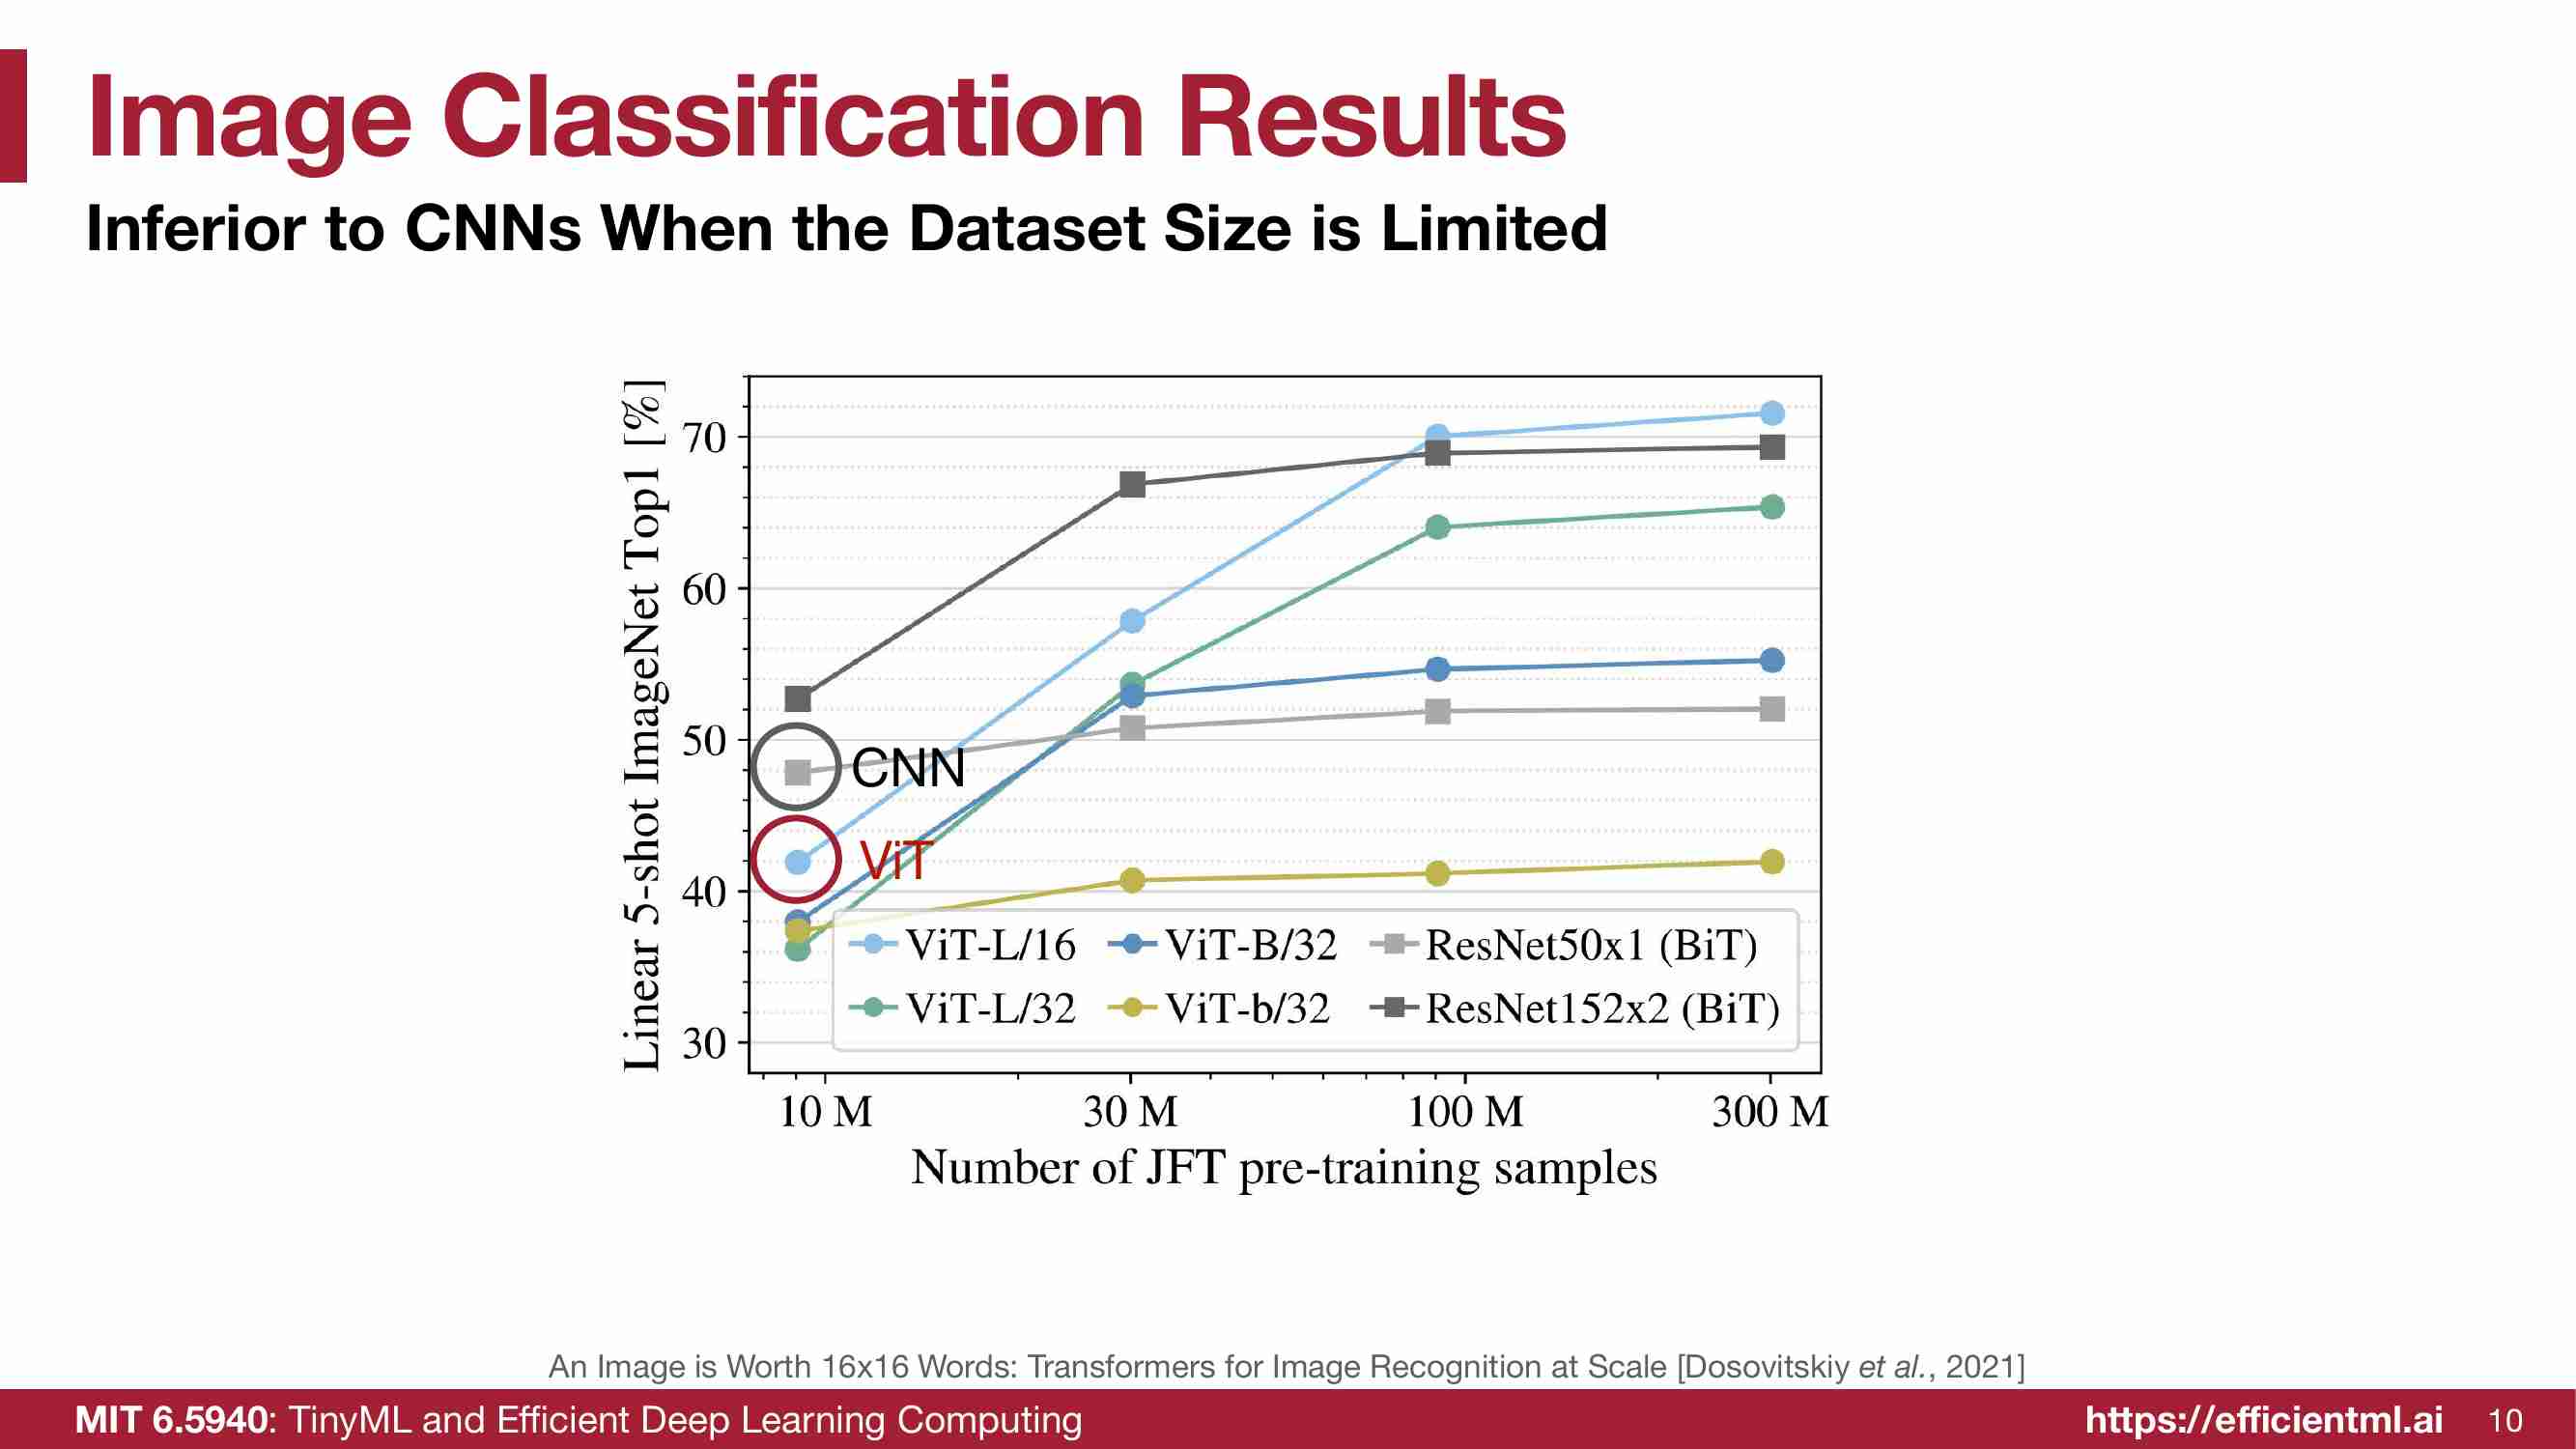 Image Classification Results
Inferior to CNNs When the Dataset Size is Limited
Linear 5-shot ImageNet Top1 [%]
70
60
50
40
30
CNN
ViT
ViT-L/16 ViT-B/32 ResNet50x1 (BiT)
ViT-L/32 ViT-b/32 ResNet152x2 (BiT)
10 M 30 M 100 M 300 M
Number of JFT pre-training samples
An Image is Worth 16x16 Words: Transformers for Image Recognition at Scale [Dosovitskiy et al., 2021]
MIT 6.5940: TinyML and Efficient Deep Learning Computing https://efficientml.ai 10